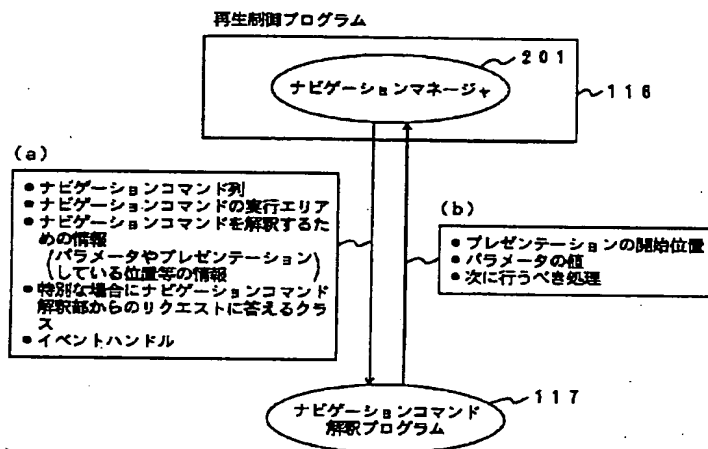 再生制御プログラム
201
ナビゲーションマネージャ
116
(a)
● ナビゲーションコマンド列
● ナビゲーションコマンドの実行エリア
● ナビゲーションコマンドを解釈するた
めの情報
(パラメータやプレゼンテーション
している位置等の情報)
● 特別な場合にナビゲーションコマンド
解釈部からのリクエストに答えるクラ
ス
● イベントハンドル
(b)
● プレゼンテーションの開始位置
● パラメータの値
● 次に行うべき処理
117
ナビゲーションコマンド
解釈プログラム